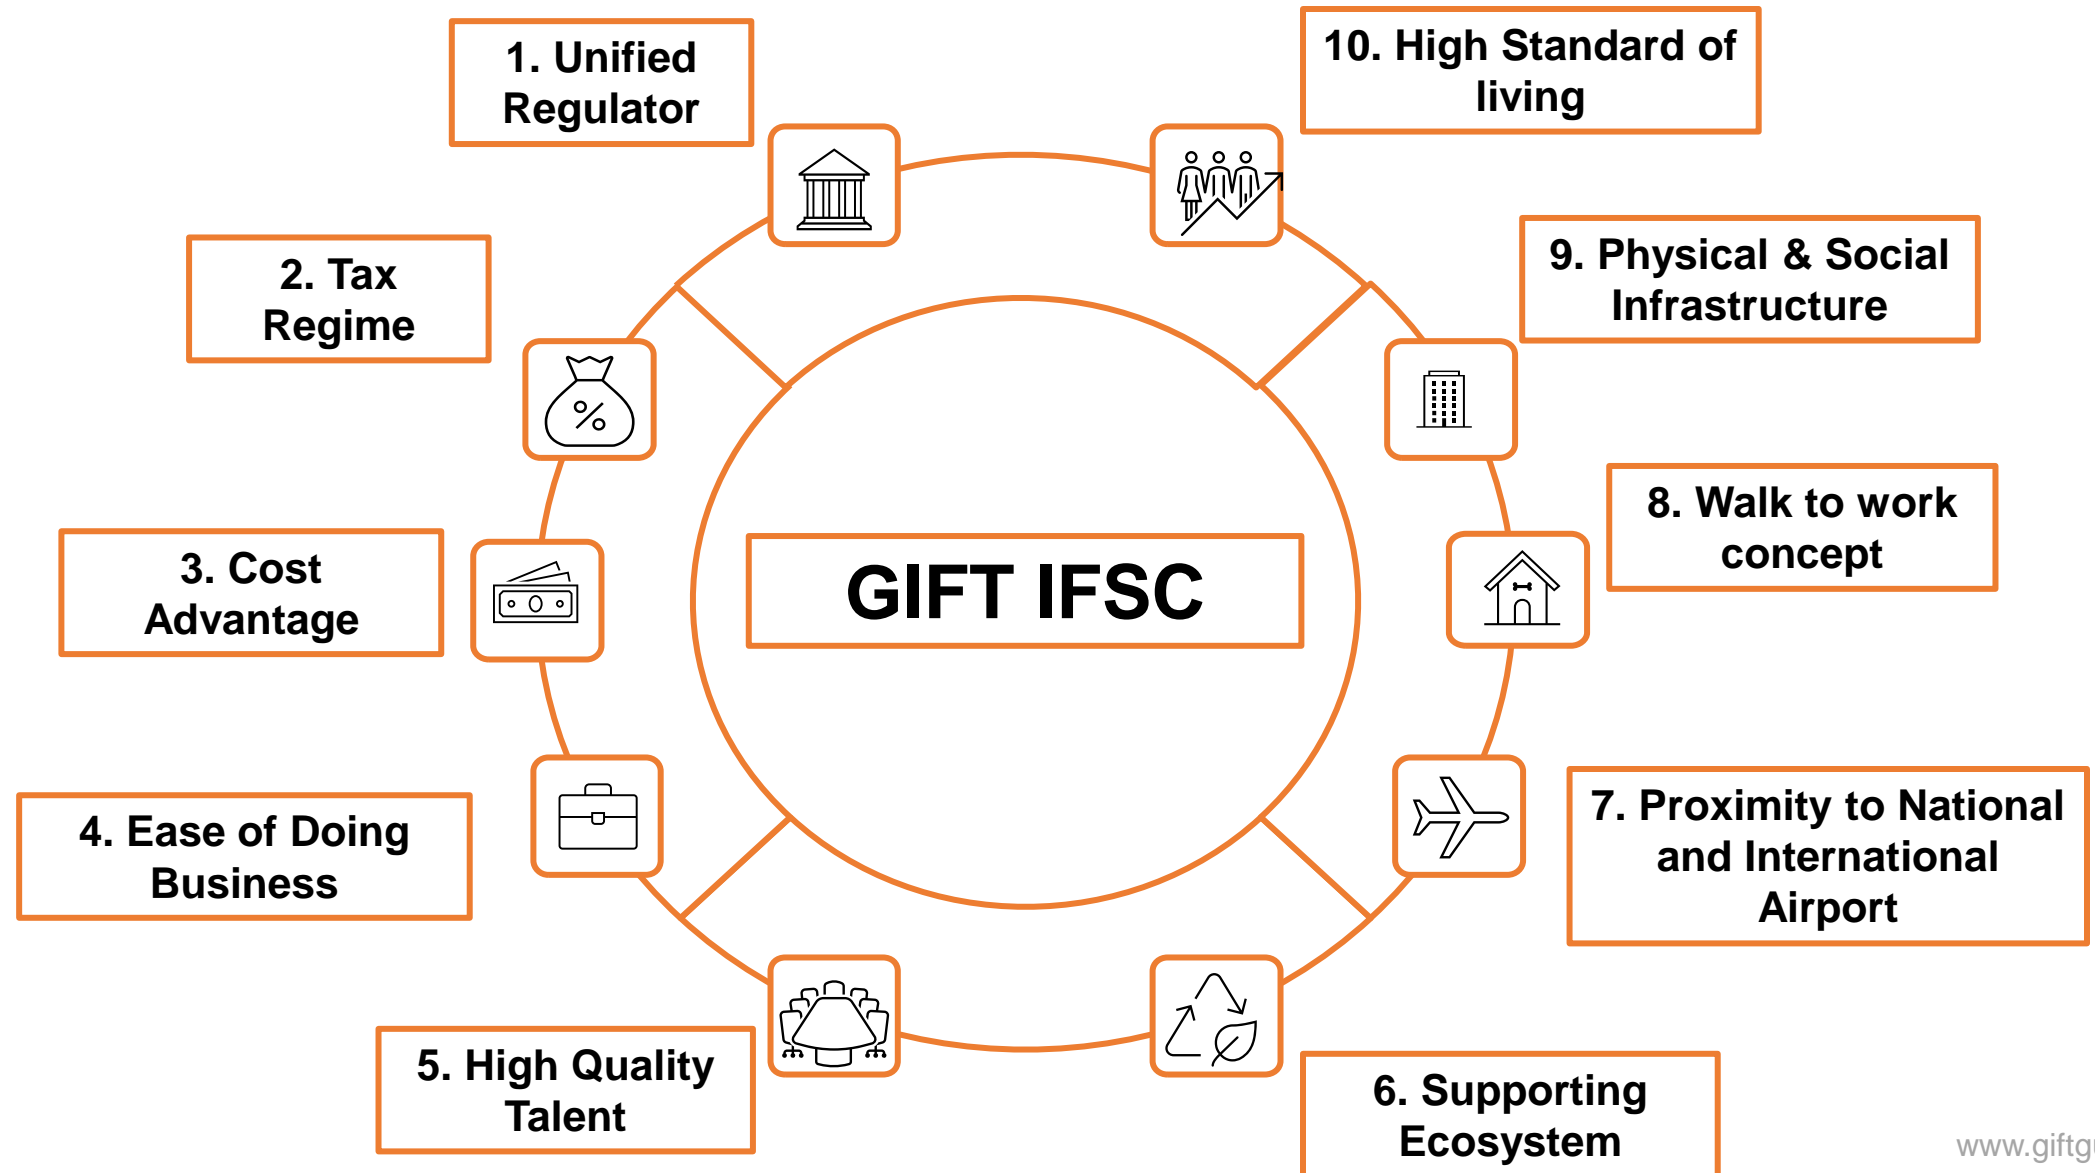 1. Unified
Regulator
2. Tax
Regime
3. Cost
Advantage
4. Ease of Doing
Business
5. High Quality
Talent
6. Supporting
Ecosystem
7. Proximity to National
and International
Airport
8. Walk to work
concept
9. Physical & Social
Infrastructure
10. High Standard of
living
GIFT IFSC
%